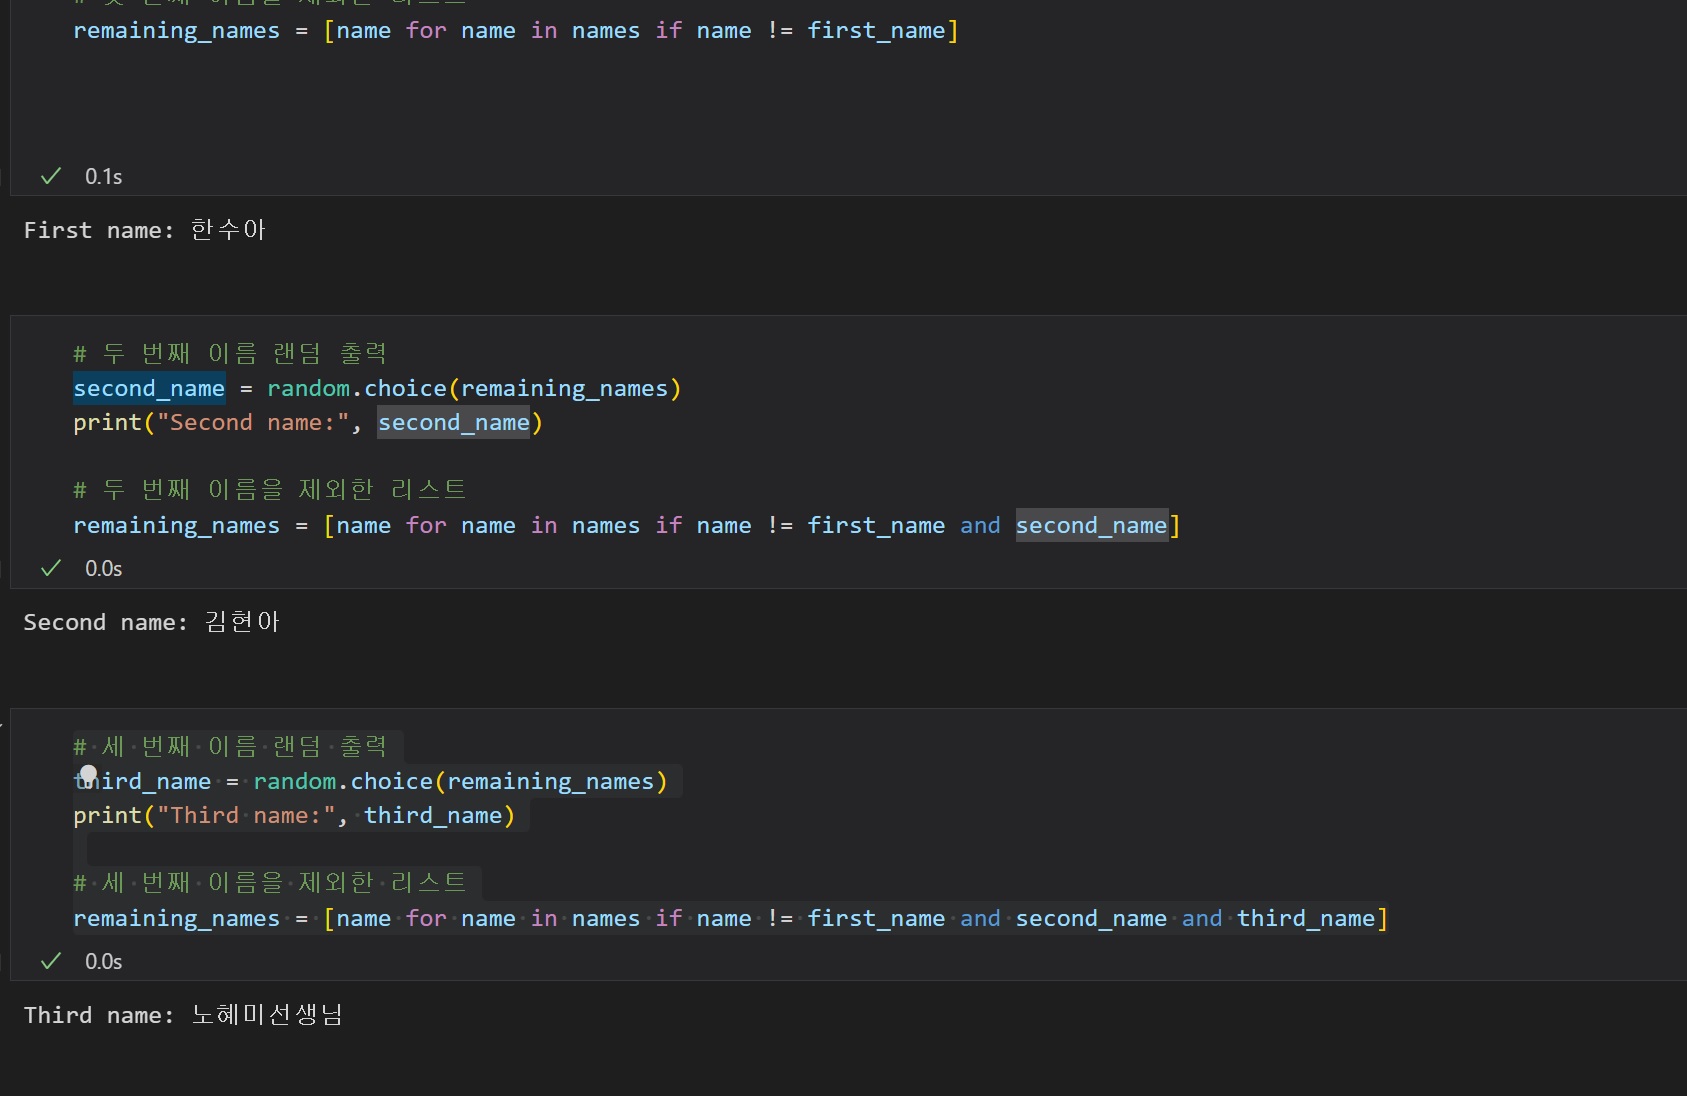 remaining_names = [name for name in names if name != first_name]
0.1s
First name: 한수아
# 두 번째 이름 랜덤 출력
second_name = random.choice(remaining_names)
print("Second name:", second_name)
# 두 번째 이름을 제외한 리스트
remaining_names = [name for name in names if name != first_name and second_name]
0.0s
Second name: 김현아
# 세 번째 이름 랜덤 출력
third_name = random.choice(remaining_names)
print("Third name:", third_name)
# 세 번째 이름을 제외한 리스트
remaining_names = [name for name in names if name != first_name and second_name and third_name]
0.0s
Third name: 노혜미선생님